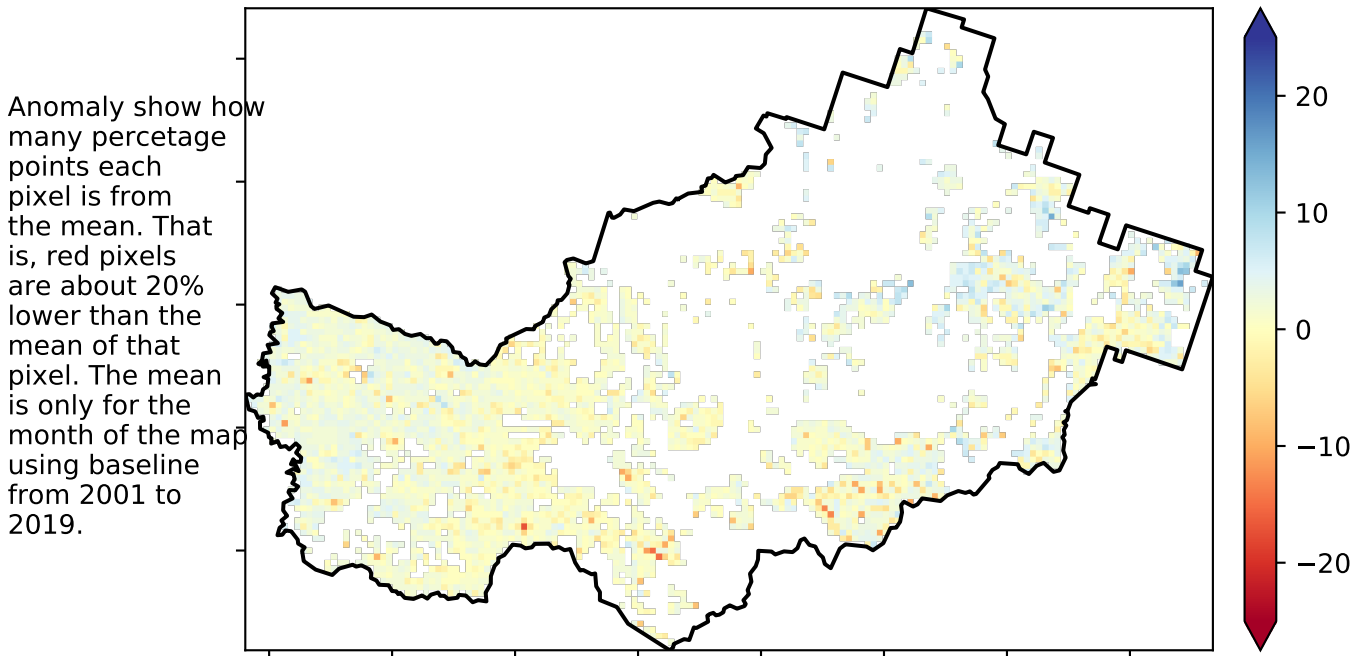 Anomaly show how
many percetage
points each
pixel is from
the mean. That
is, red pixels
are about 20%
lower than the
mean of that
pixel. The mean
is only for the
month of the map
using baseline
from 2001 to
2019.
20
10
0
−10
−20